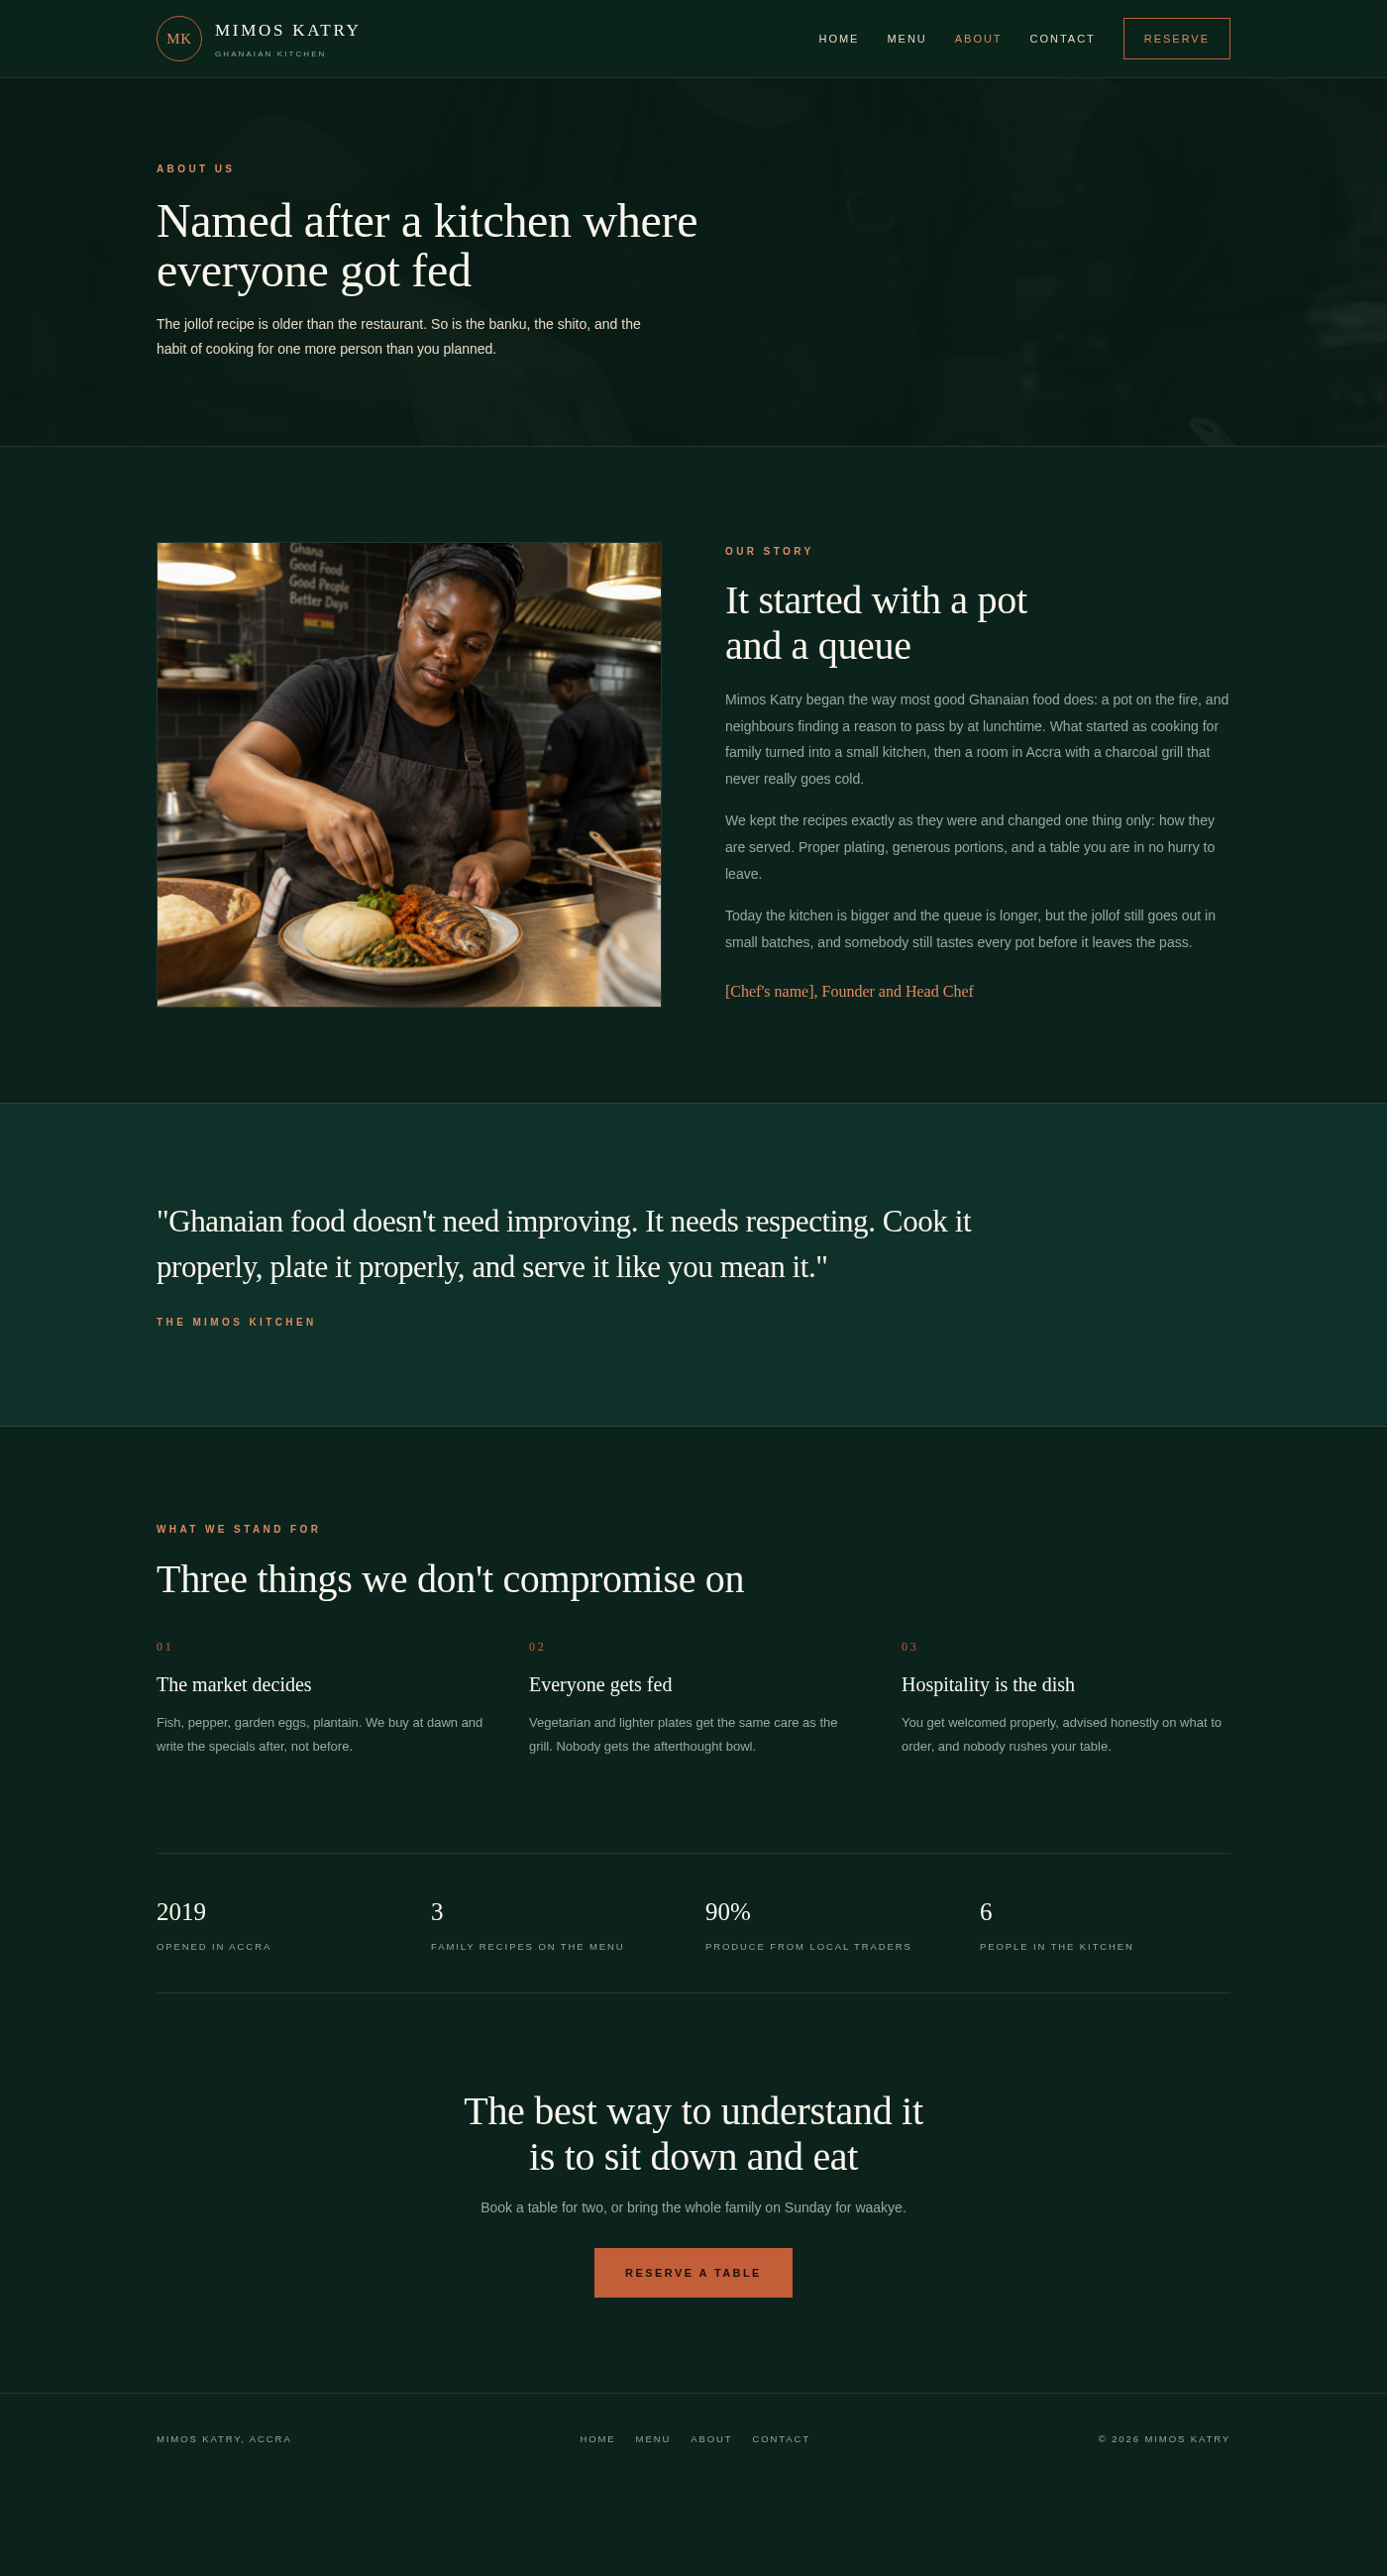 MK
MIMOS KATRY
GHANAIAN KITCHEN
HOME MENU ABOUT CONTACT RESERVE
ABOUT US
Named after a kitchen where
everyone got fed
The jollof recipe is older than the restaurant. So is the banku, the shito, and the
habit of cooking for one more person than you planned.
Ghana
Good Food
Good People
Better Days
OUR STORY
It started with a pot
and a queue
Mimos Katry began the way most good Ghanaian food does: a pot on the fire, and
neighbours finding a reason to pass by at lunchtime. What started as cooking for
family turned into a small kitchen, then a room in Accra with a charcoal grill that
never really goes cold.
We kept the recipes exactly as they were and changed one thing only: how they
are served. Proper plating, generous portions, and a table you are in no hurry to
leave.
Today the kitchen is bigger and the queue is longer, but the jollof still goes out in
small batches, and somebody still tastes every pot before it leaves the pass.
[Chef's name], Founder and Head Chef
"Ghanaian food doesn't need improving. It needs respecting. Cook it
properly, plate it properly, and serve it like you mean it."
THE MIMOS KITCHEN
WHAT WE STAND FOR
Three things we don't compromise on
01
The market decides
Fish, pepper, garden eggs, plantain. We buy at dawn and
write the specials after, not before.
02
Everyone gets fed
Vegetarian and lighter plates get the same care as the
grill. Nobody gets the afterthought bowl.
03
Hospitality is the dish
You get welcomed properly, advised honestly on what to
order, and nobody rushes your table.
2019
OPENED IN ACCRA
3
FAMILY RECIPES ON THE MENU
90%
PRODUCE FROM LOCAL TRADERS
6
PEOPLE IN THE KITCHEN
The best way to understand it
is to sit down and eat
Book a table for two, or bring the whole family on Sunday for waakye.
RESERVE A TABLE
MIMOS KATRY, ACCRA
HOME MENU ABOUT CONTACT
© 2026 MIMOS KATRY